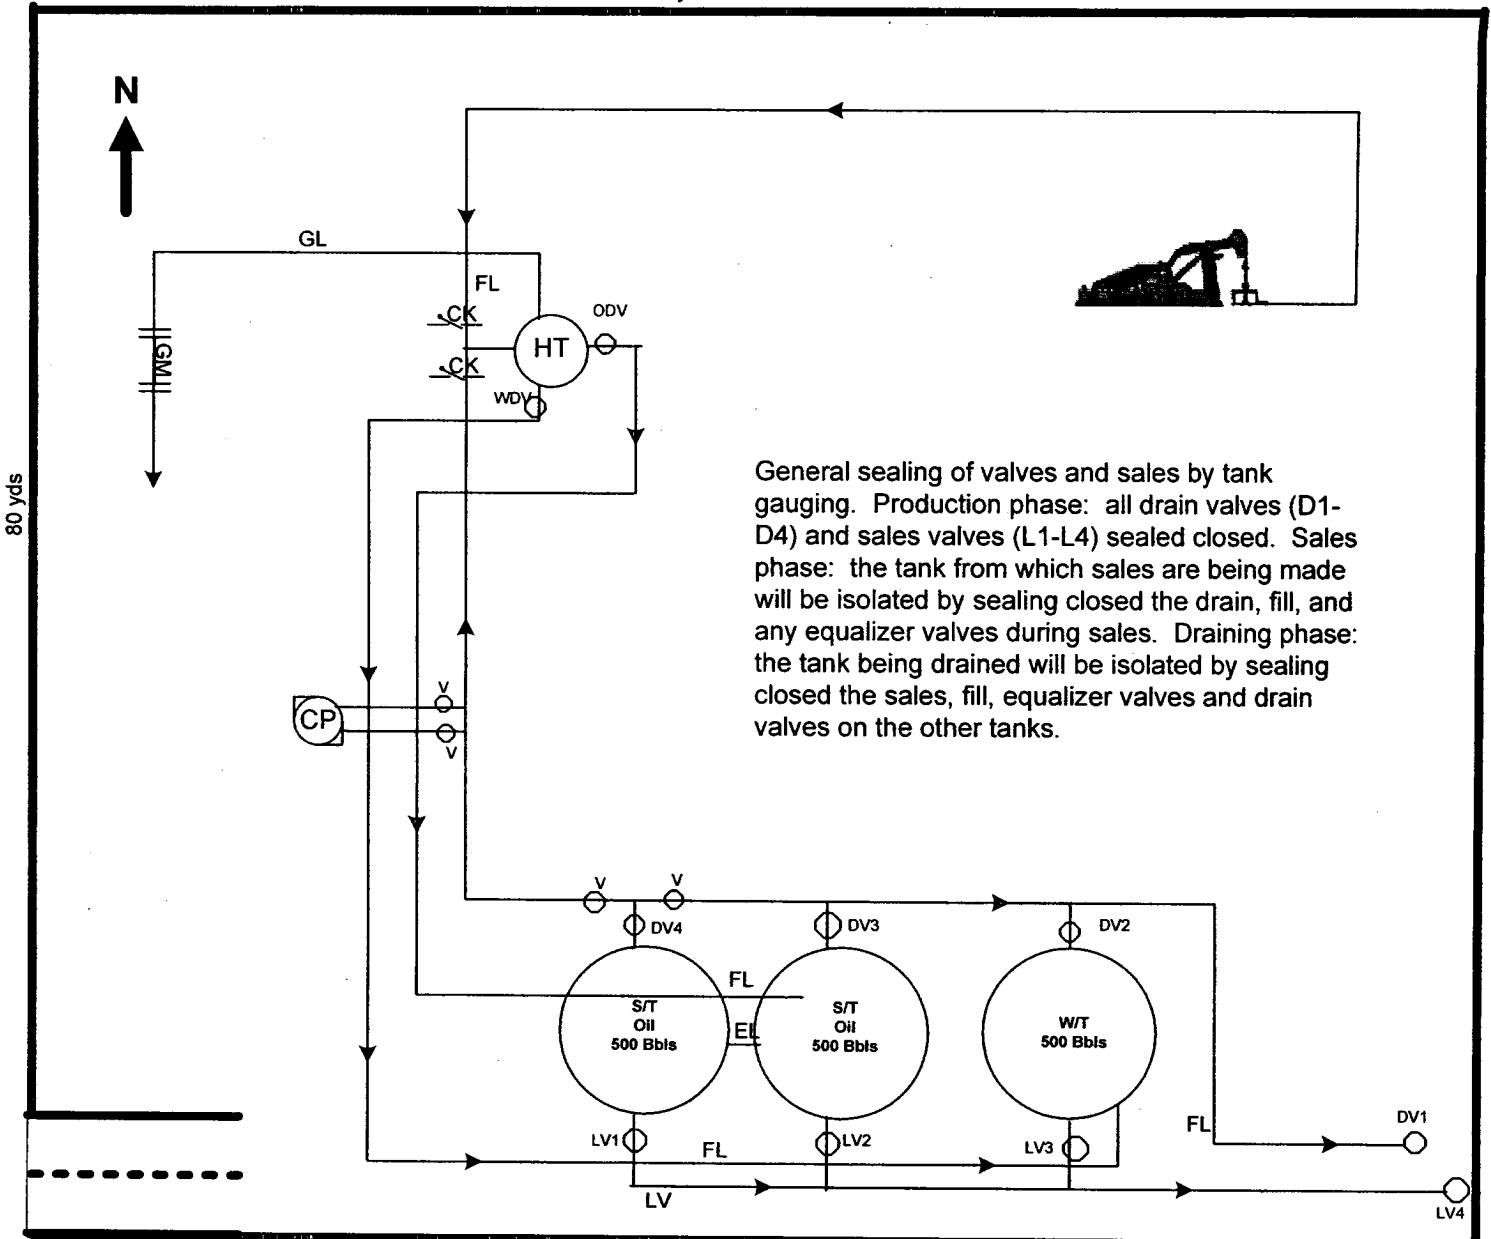 N
GL
FL
CK
ODV
HT
CK
GM
WDV
80 yds
General sealing of valves and sales by tank
gauging. Production phase: all drain valves (D1-
D4) and sales valves (L1-L4) sealed closed. Sales
phase: the tank from which sales are being made
will be isolated by sealing closed the drain, fill, and
any equalizer valves during sales. Draining phase:
the tank being drained will be isolated by sealing
closed the sales, fill, equalizer valves and drain
valves on the other tanks.
V
CP
V
V
V
DV4
DV3
DV2
FL
S/T
Oil
500 Bbls
EL
S/T
Oil
500 Bbls
W/T
500 Bbls
LV1
LV2
LV3
FL
FL
DV1
LV
LV4